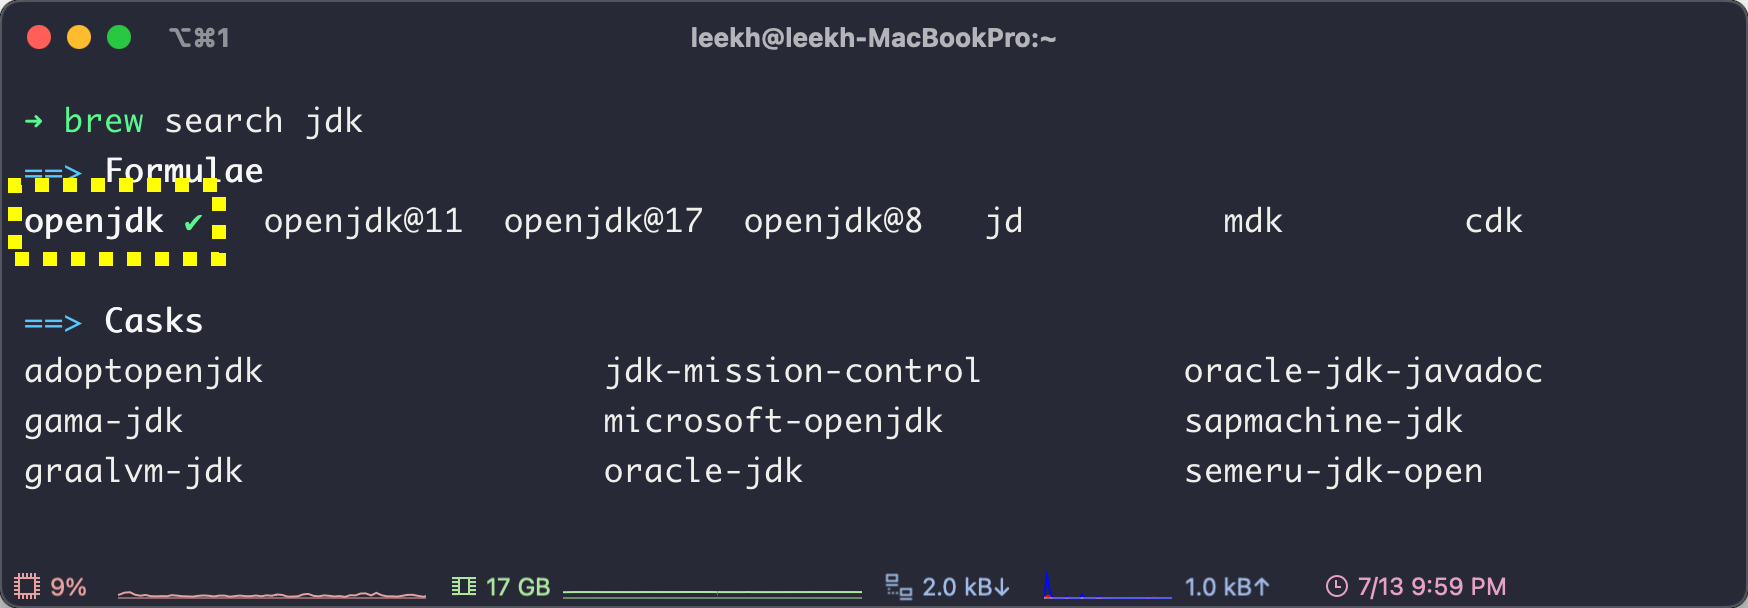 ⌥⌘1 leekh@leekh-MacBookPro:~
➜ brew search jdk
==> Formulae
openjdk ✔ openjdk@11 openjdk@17 openjdk@8 jd mdk cdk
==> Casks
adoptopenjdk jdk-mission-control oracle-jdk-javadoc
gama-jdk microsoft-openjdk sapmachine-jdk
graalvm-jdk oracle-jdk semeru-jdk-open
9% 17 GB 2.0 kB↓ 1.0 kB↑ 7/13 9:59 PM